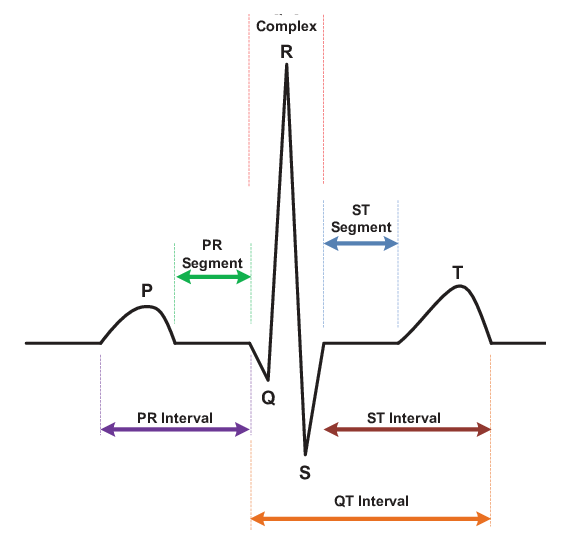 Complex
R
ST
Segment
PR
Segment
T
P
Q
PR Interval
ST Interval
S
QT Interval